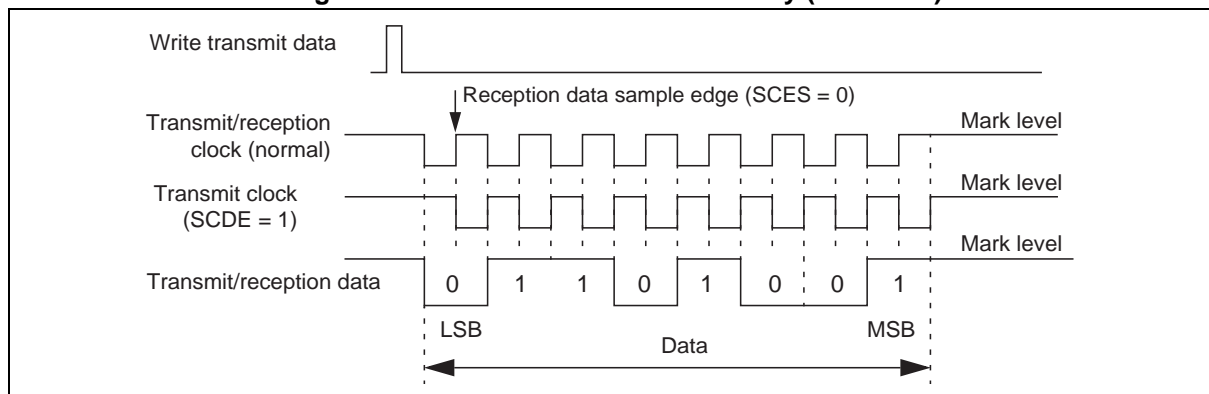 Write transmit data
Reception data sample edge (SCES = 0)
Transmit/reception
clock (normal)
Mark level
Transmit clock
(SCDE = 1)
Mark level
Mark level
Transmit/reception data
0 1 1 0 1 0 0 1
LSB
MSB
Data